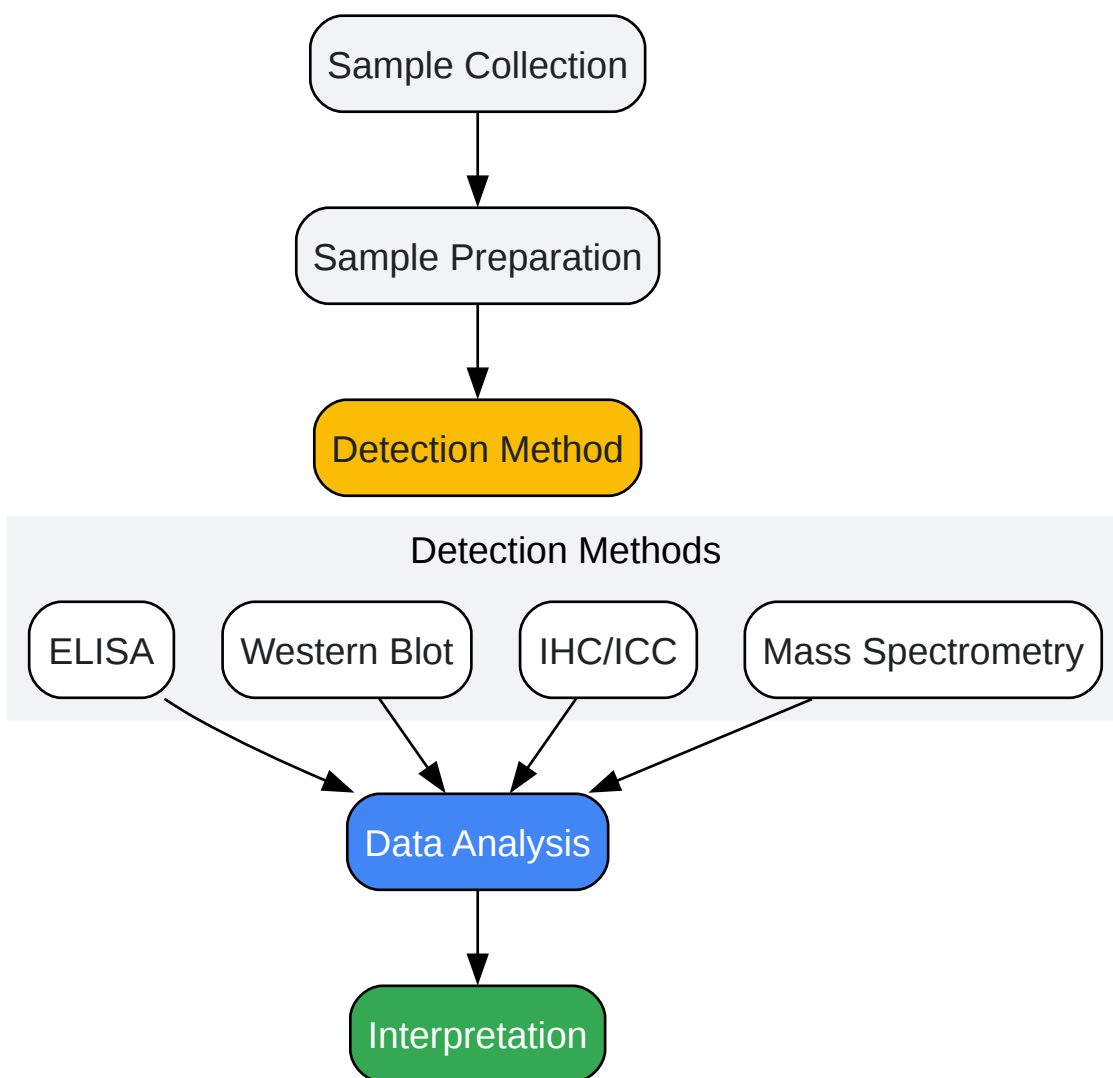 Sample Collection
Sample Preparation
Detection Method
Detection Methods
ELISA
Western Blot
IHC/ICC
Mass Spectrometry
Data Analysis
Interpretation